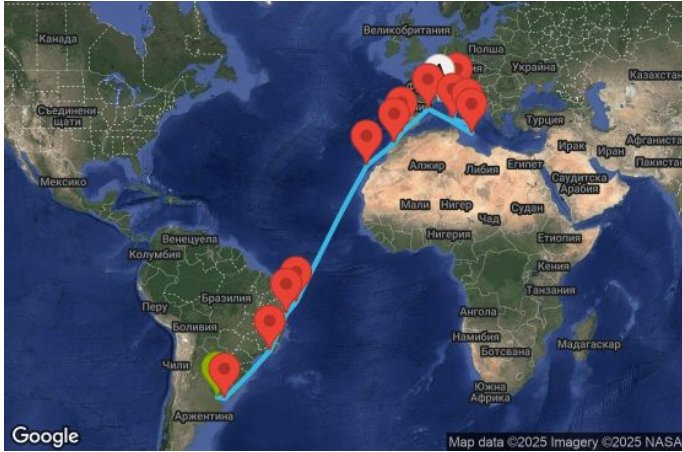 Великобритания
Канада
Полша
Украйна
Казахстан
Съединени
щати
Турция
Ирак
Иран
Афганистан
Пакистан
Алжир
Либия
Египет
Саудитска
Арабия
Мексико
Мали
Нигер
Чад
Судан
Венецуела
Нигерия
Етиопия
Колумбия
Кения
Перу
Бразилия
Танзания
Боливия
Ангола
Намибия
Мадагаскар
Ботсвана
Чили
Южна
Африка
Аржентина
Google
Map data ©2025 Imagery ©2025 NASA